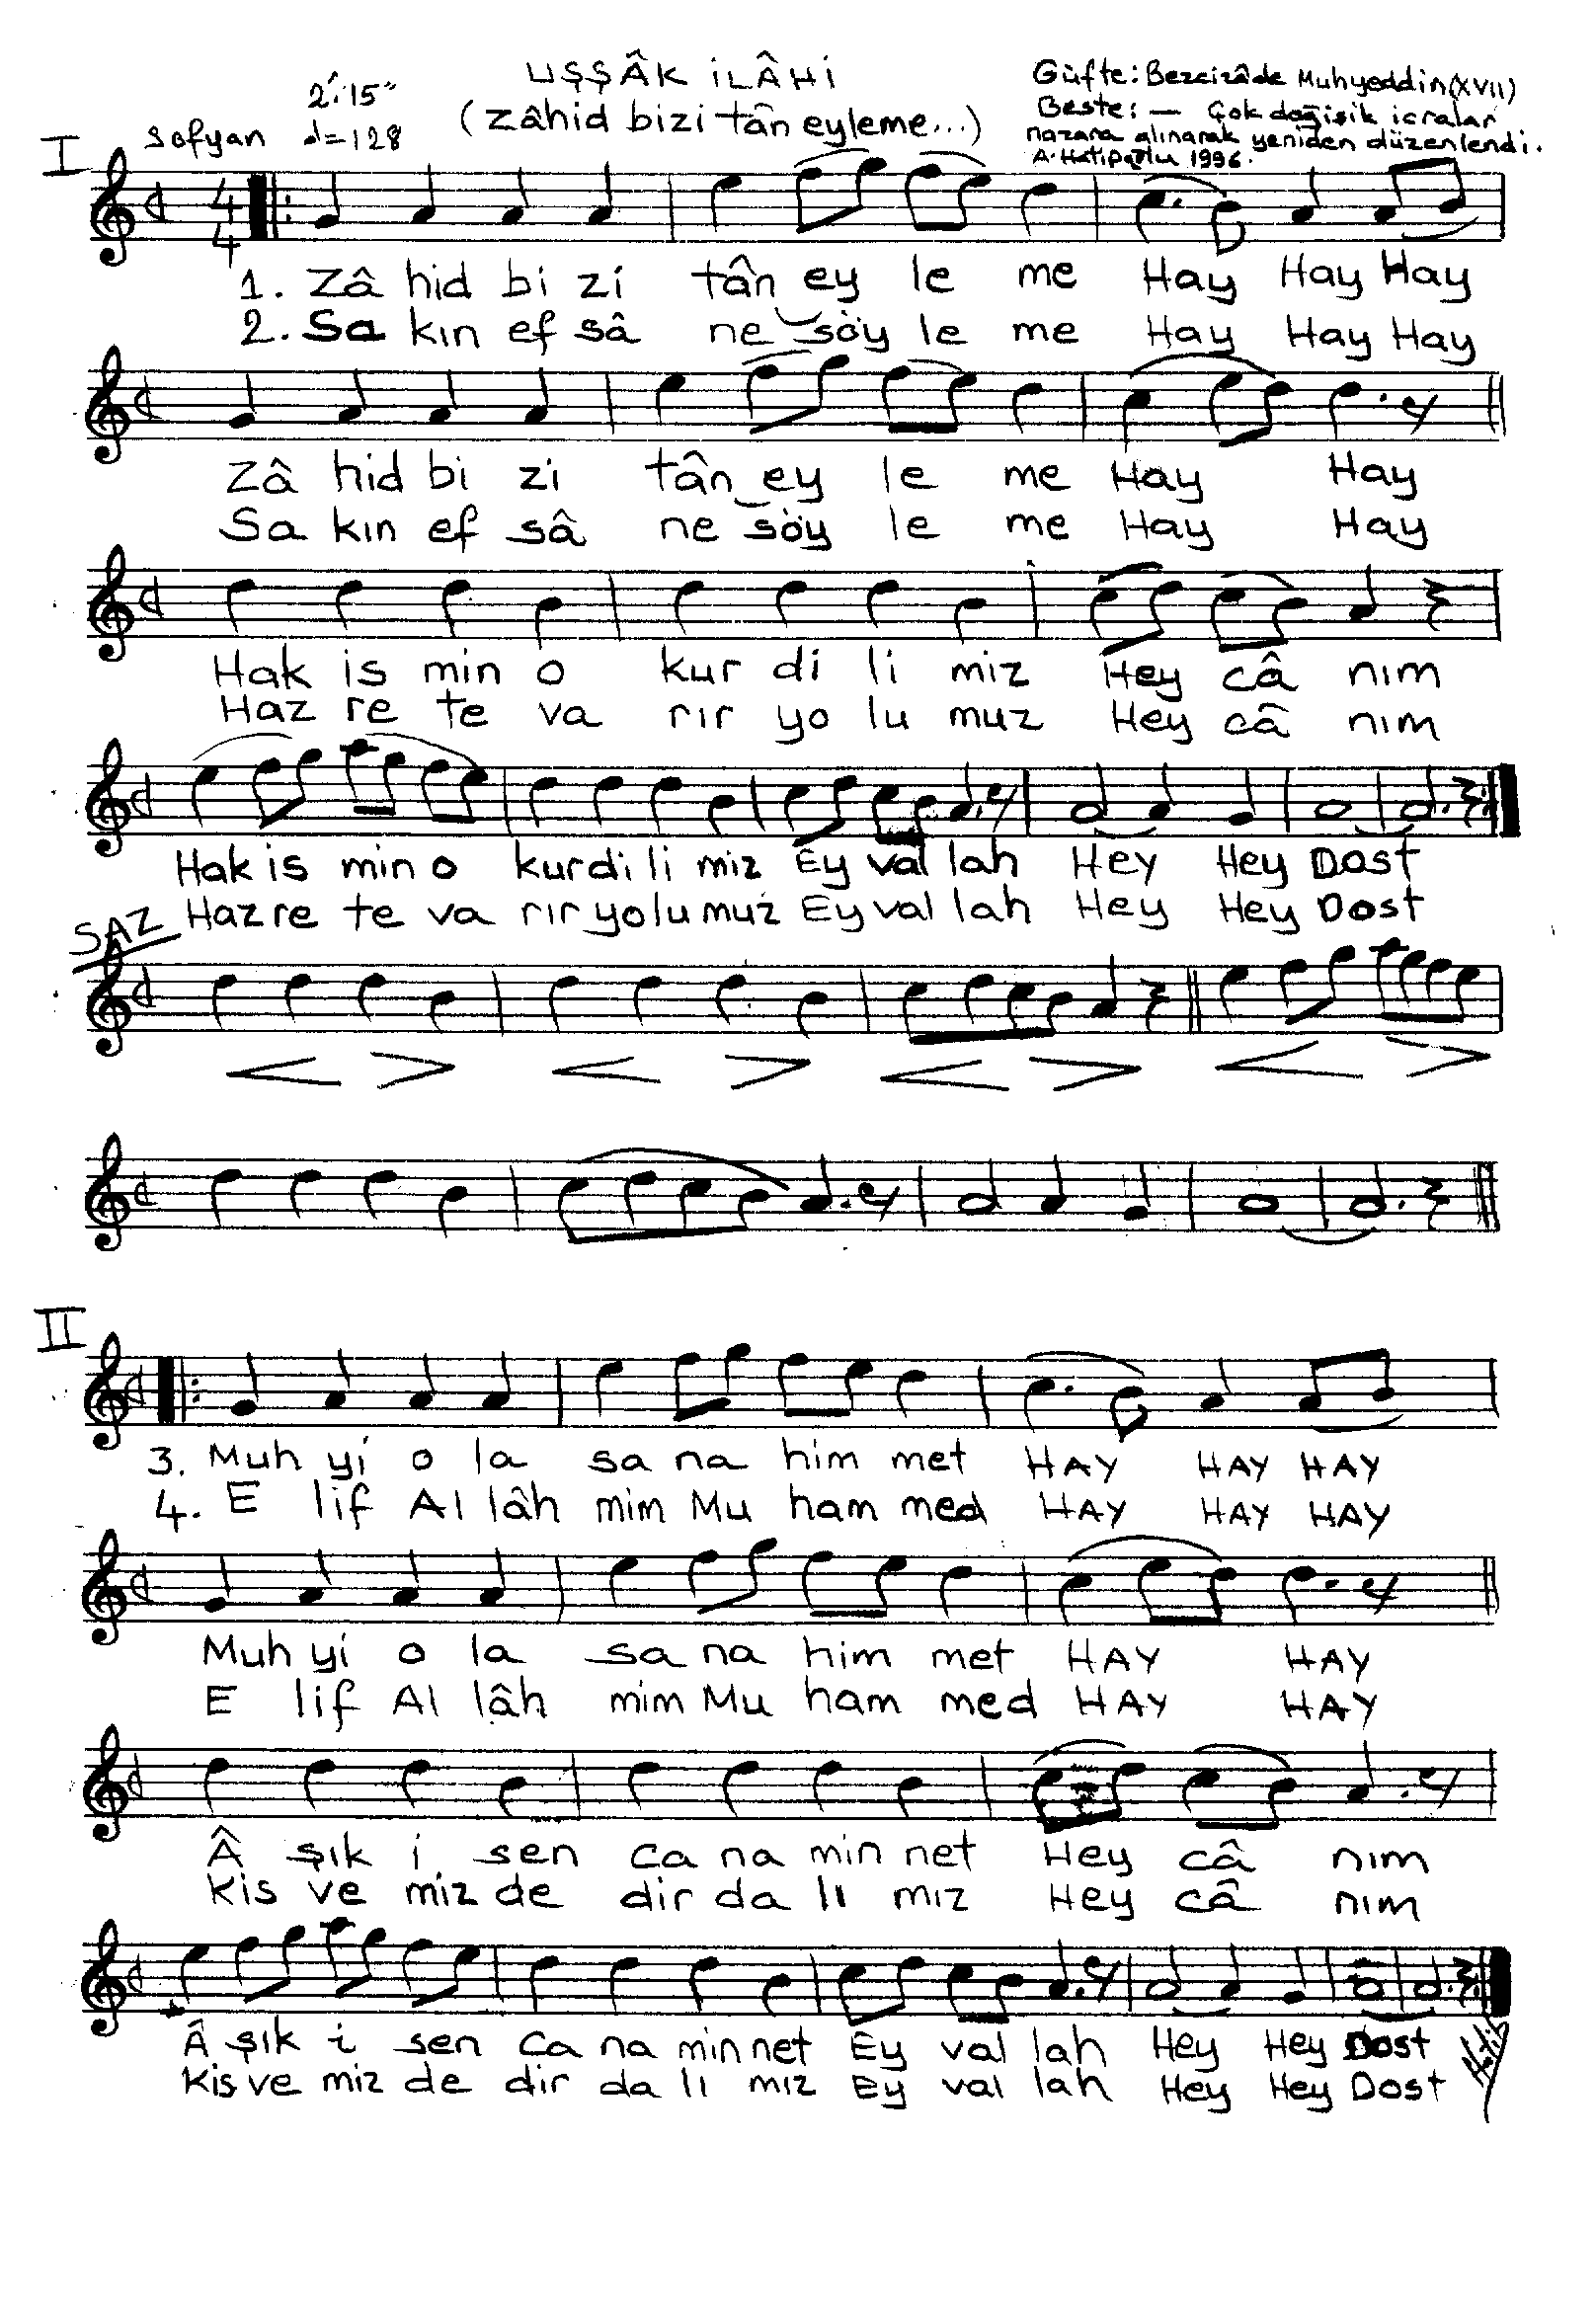 UŞŞÂK İLÂHİ
(Zâhid bizi tân eyleme...)
2':15"
Sofyan ♩=128
Güfte: Bezcizâde Muhyeddin (XVII)
Beste: — Çok değişik icralar
nazara alınarak yeniden düzenlendi.
A. Hatipoğlu 1996.
I
4
4
1. Zâ hid bi zi tân ey le me Hay Hay Hay
2. Sa kın ef sâ ne söy le me Hay Hay Hay
Zâ hid bi zi tân ey le me Hay Hay
Sa kın ef sâ ne söy le me Hay Hay
Hak is min o kur di li miz Hey câ nım
Haz re te va rır yo lu muz Hey câ nım
Hak is min o kur di li miz Ey val lah Hey Hey Dost
Haz re te va rır yo lu muz Ey val lah Hey Hey Dost
SAZ
II
3. Muh yi o la sa na him met HAY HAY HAY
4. E lif Al lâh mim Mu ham med HAY HAY HAY
Muh yi o la sa na him met HAY HAY
E lif Al lâh mim Mu ham med HAY HAY
Â şık i sen ca na min net Hey câ nım
Kis ve miz de dir da lı mız Hey câ nım
Â şık i sen Ca na min net Ey val lah Hey Hey Dost
Kis ve miz de dir da lı mız Ey val lah Hey Hey Dost